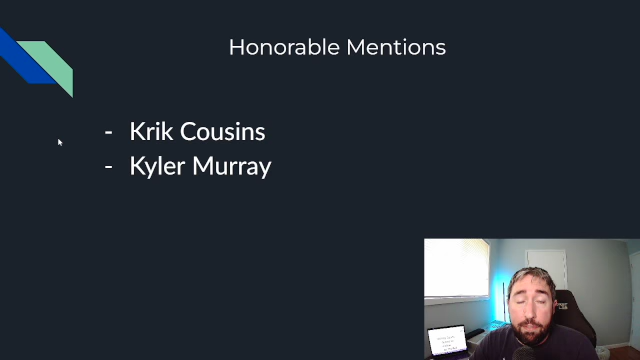 Honorable Mentions
- Krik Cousins
- Kyler Murray